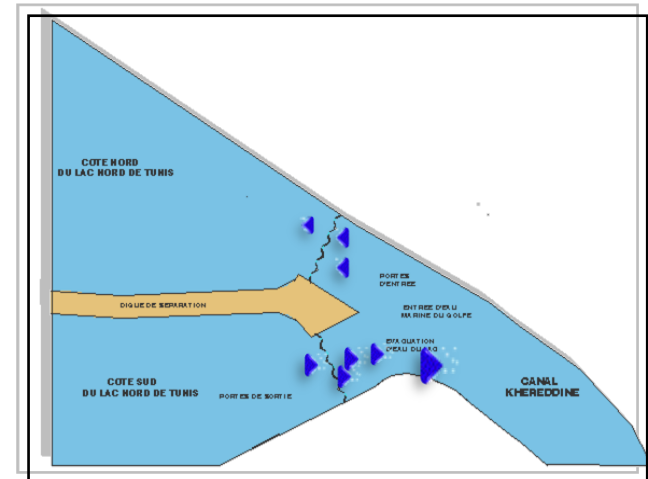 COTE NORD
DU LAC NORD DE TUNIS
PORTES
D'ENTREE
DIGUE DE SEPARATION
ENTREE D'EAU
MARINE DU GOLFE
EVACUATION
D'EAU DU LAC
COTE SUD
DU LAC NORD DE TUNIS
PORTES DE SORTIE
CANAL
KHEREDDINE